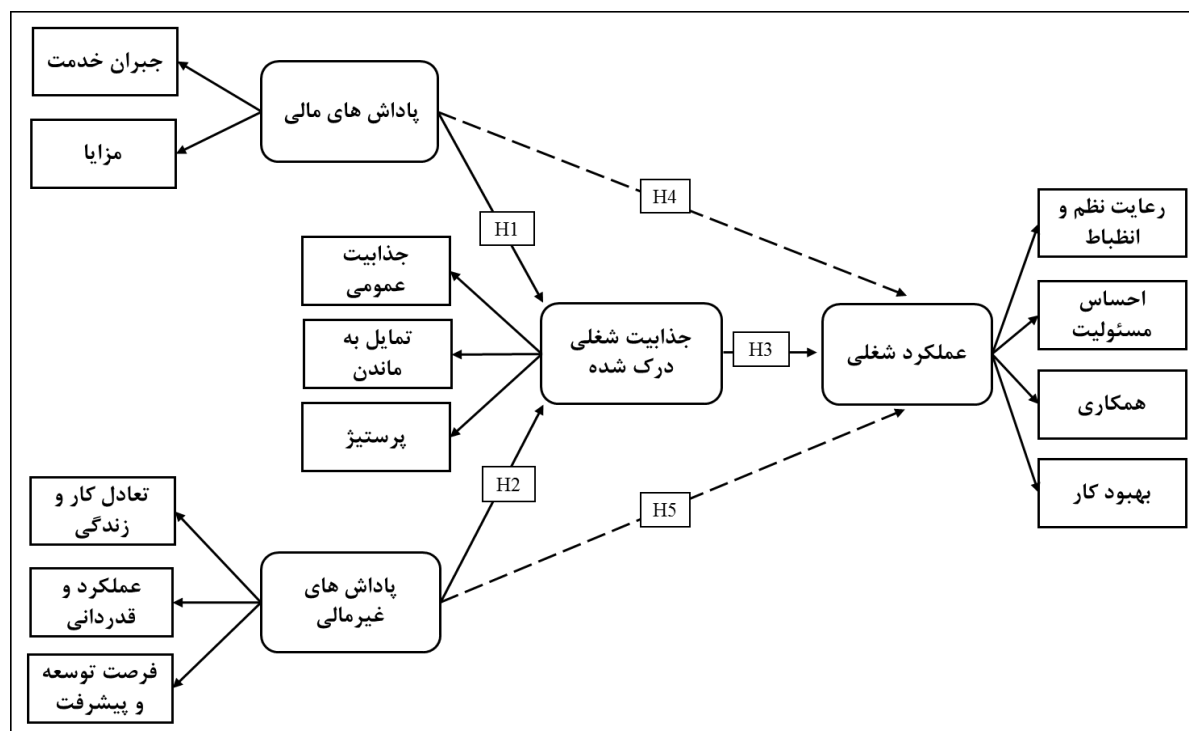 جبران خدمت
مزایا
پاداش های مالی
H1
H4
جذابیت
عمومی
تمایل به
ماندن
پرستیژ
جذابیت شغلی
درک شده
H3
عملکرد شغلی
رعایت نظم و
انظباط
احساس
مسئولیت
همکاری
بهبود کار
H2
H5
تعادل کار و
زندگی
عملکرد و
قدردانی
فرصت توسعه
و پیشرفت
پاداش های
غیرمالی